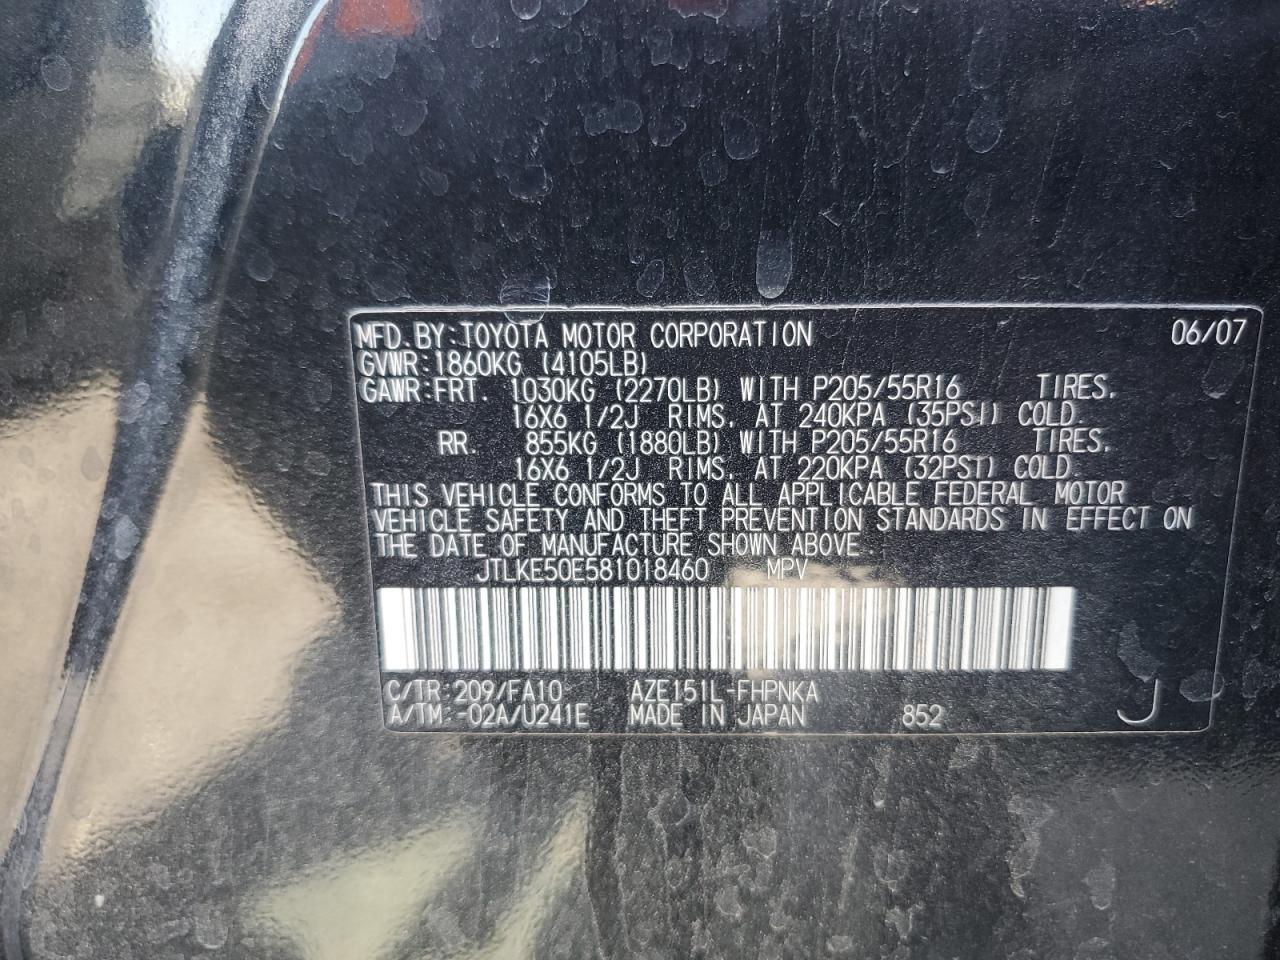 MFD. BY: TOYOTA MOTOR CORPORATION 06/07
GVWR: 1860KG (4105LB)
GAWR: FRT. 1030KG (2270LB) WITH P205/55R16 TIRES,
16X6 1/2J RIMS, AT 240KPA (35PSI) COLD.
RR. 855KG (1880LB) WITH P205/55R16 TIRES,
16X6 1/2J RIMS, AT 220KPA (32PSI) COLD.
THIS VEHICLE CONFORMS TO ALL APPLICABLE FEDERAL MOTOR
VEHICLE SAFETY AND THEFT PREVENTION STANDARDS IN EFFECT ON
THE DATE OF MANUFACTURE SHOWN ABOVE.
JTLKE50E581018460 MPV
C/TR: 209/FA10 AZE151L-FHPNKA
A/TM: -02A/U241E MADE IN JAPAN 852 J